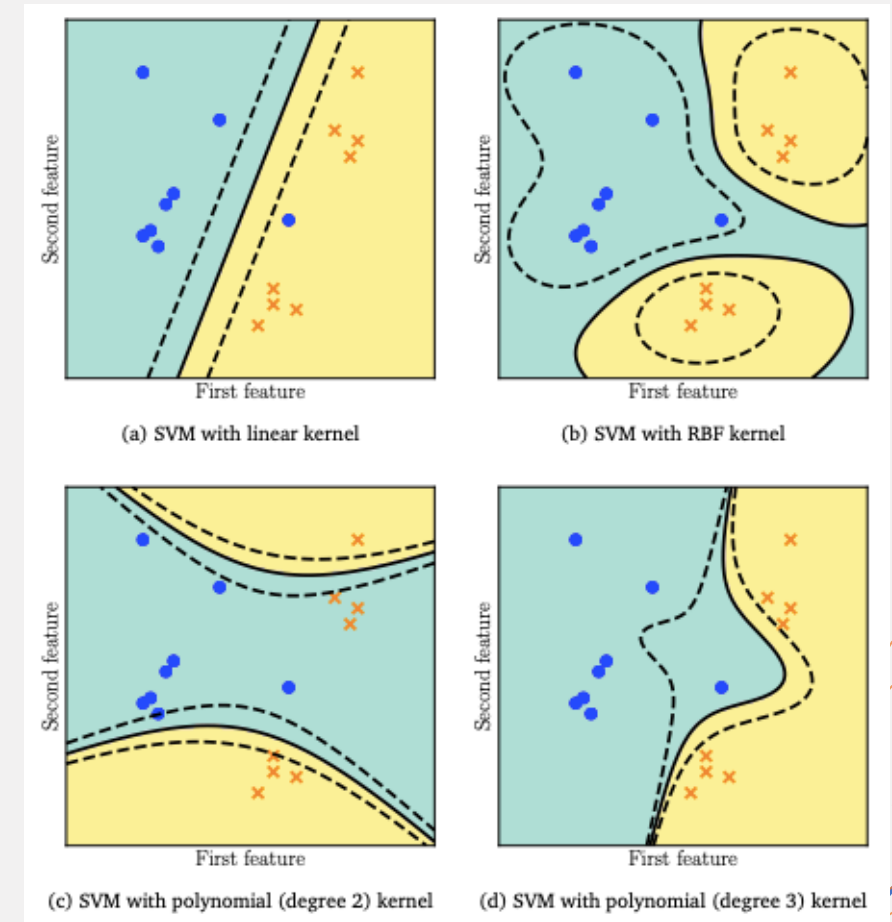 Second feature
First feature
(a) SVM with linear kernel
Second feature
First feature
(b) SVM with RBF kernel
Second feature
First feature
(c) SVM with polynomial (degree 2) kernel
Second feature
First feature
(d) SVM with polynomial (degree 3) kernel